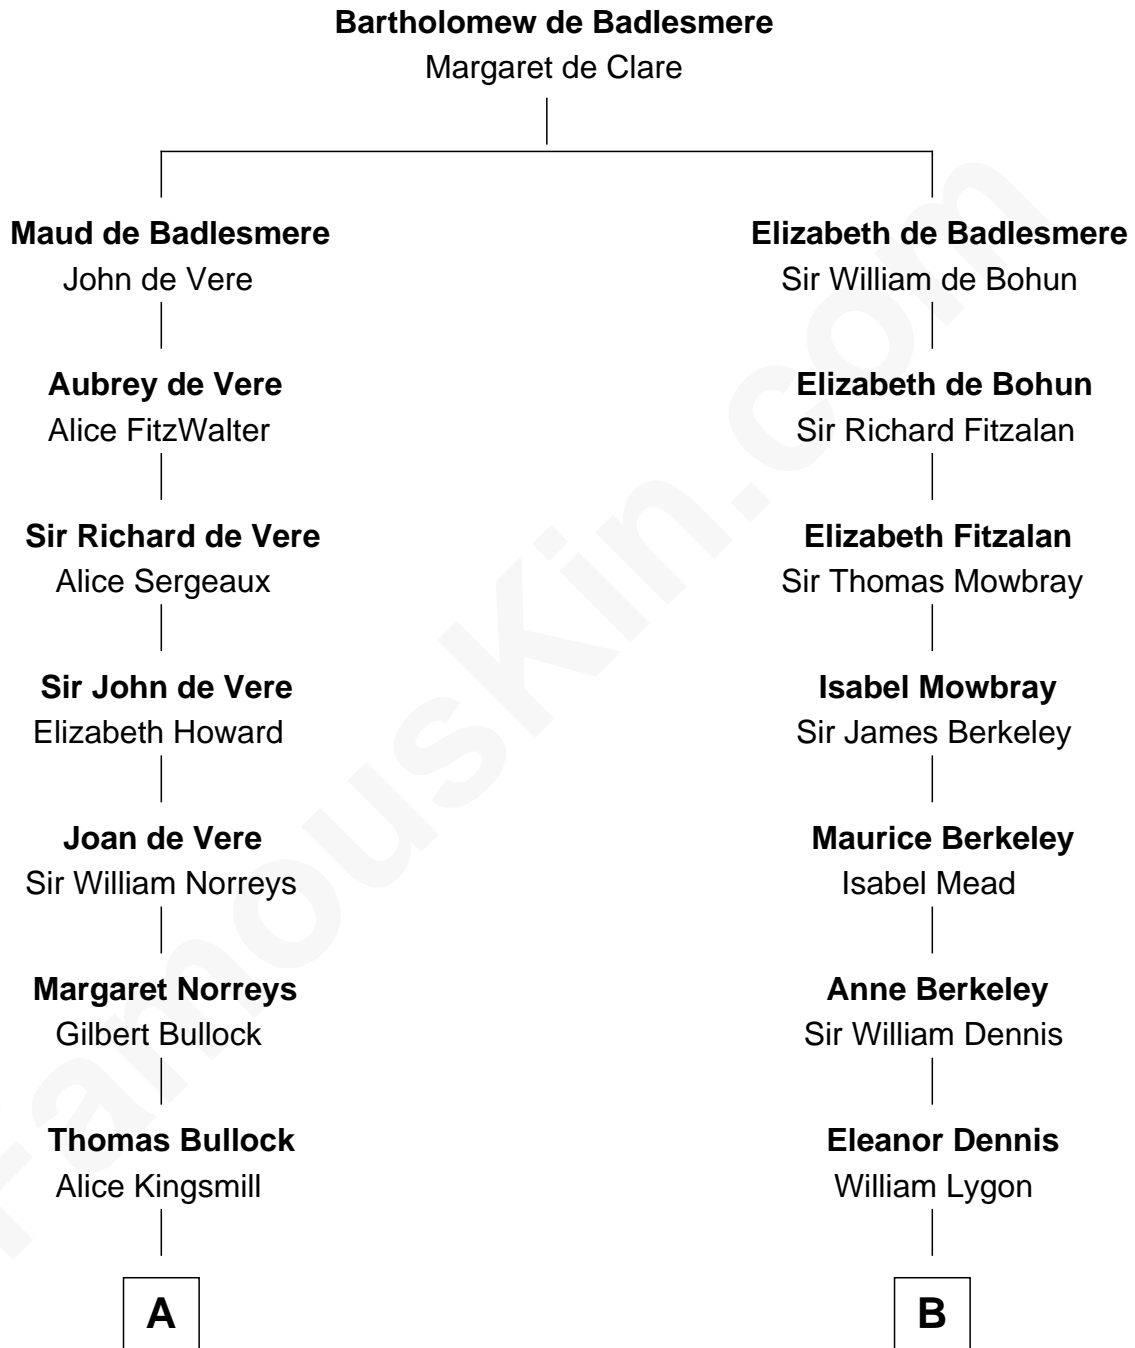 Bartholomew de Badlesmere
Margaret de Clare
Maud de Badlesmere
John de Vere
Aubrey de Vere
Alice FitzWalter
Sir Richard de Vere
Alice Sergeaux
Sir John de Vere
Elizabeth Howard
Joan de Vere
Sir William Norreys
Margaret Norreys
Gilbert Bullock
Thomas Bullock
Alice Kingsmill
A
Elizabeth de Badlesmere
Sir William de Bohun
Elizabeth de Bohun
Sir Richard Fitzalan
Elizabeth Fitzalan
Sir Thomas Mowbray
Isabel Mowbray
Sir James Berkeley
Maurice Berkeley
Isabel Mead
Anne Berkeley
Sir William Dennis
Eleanor Dennis
William Lygon
B
FamousKin.com